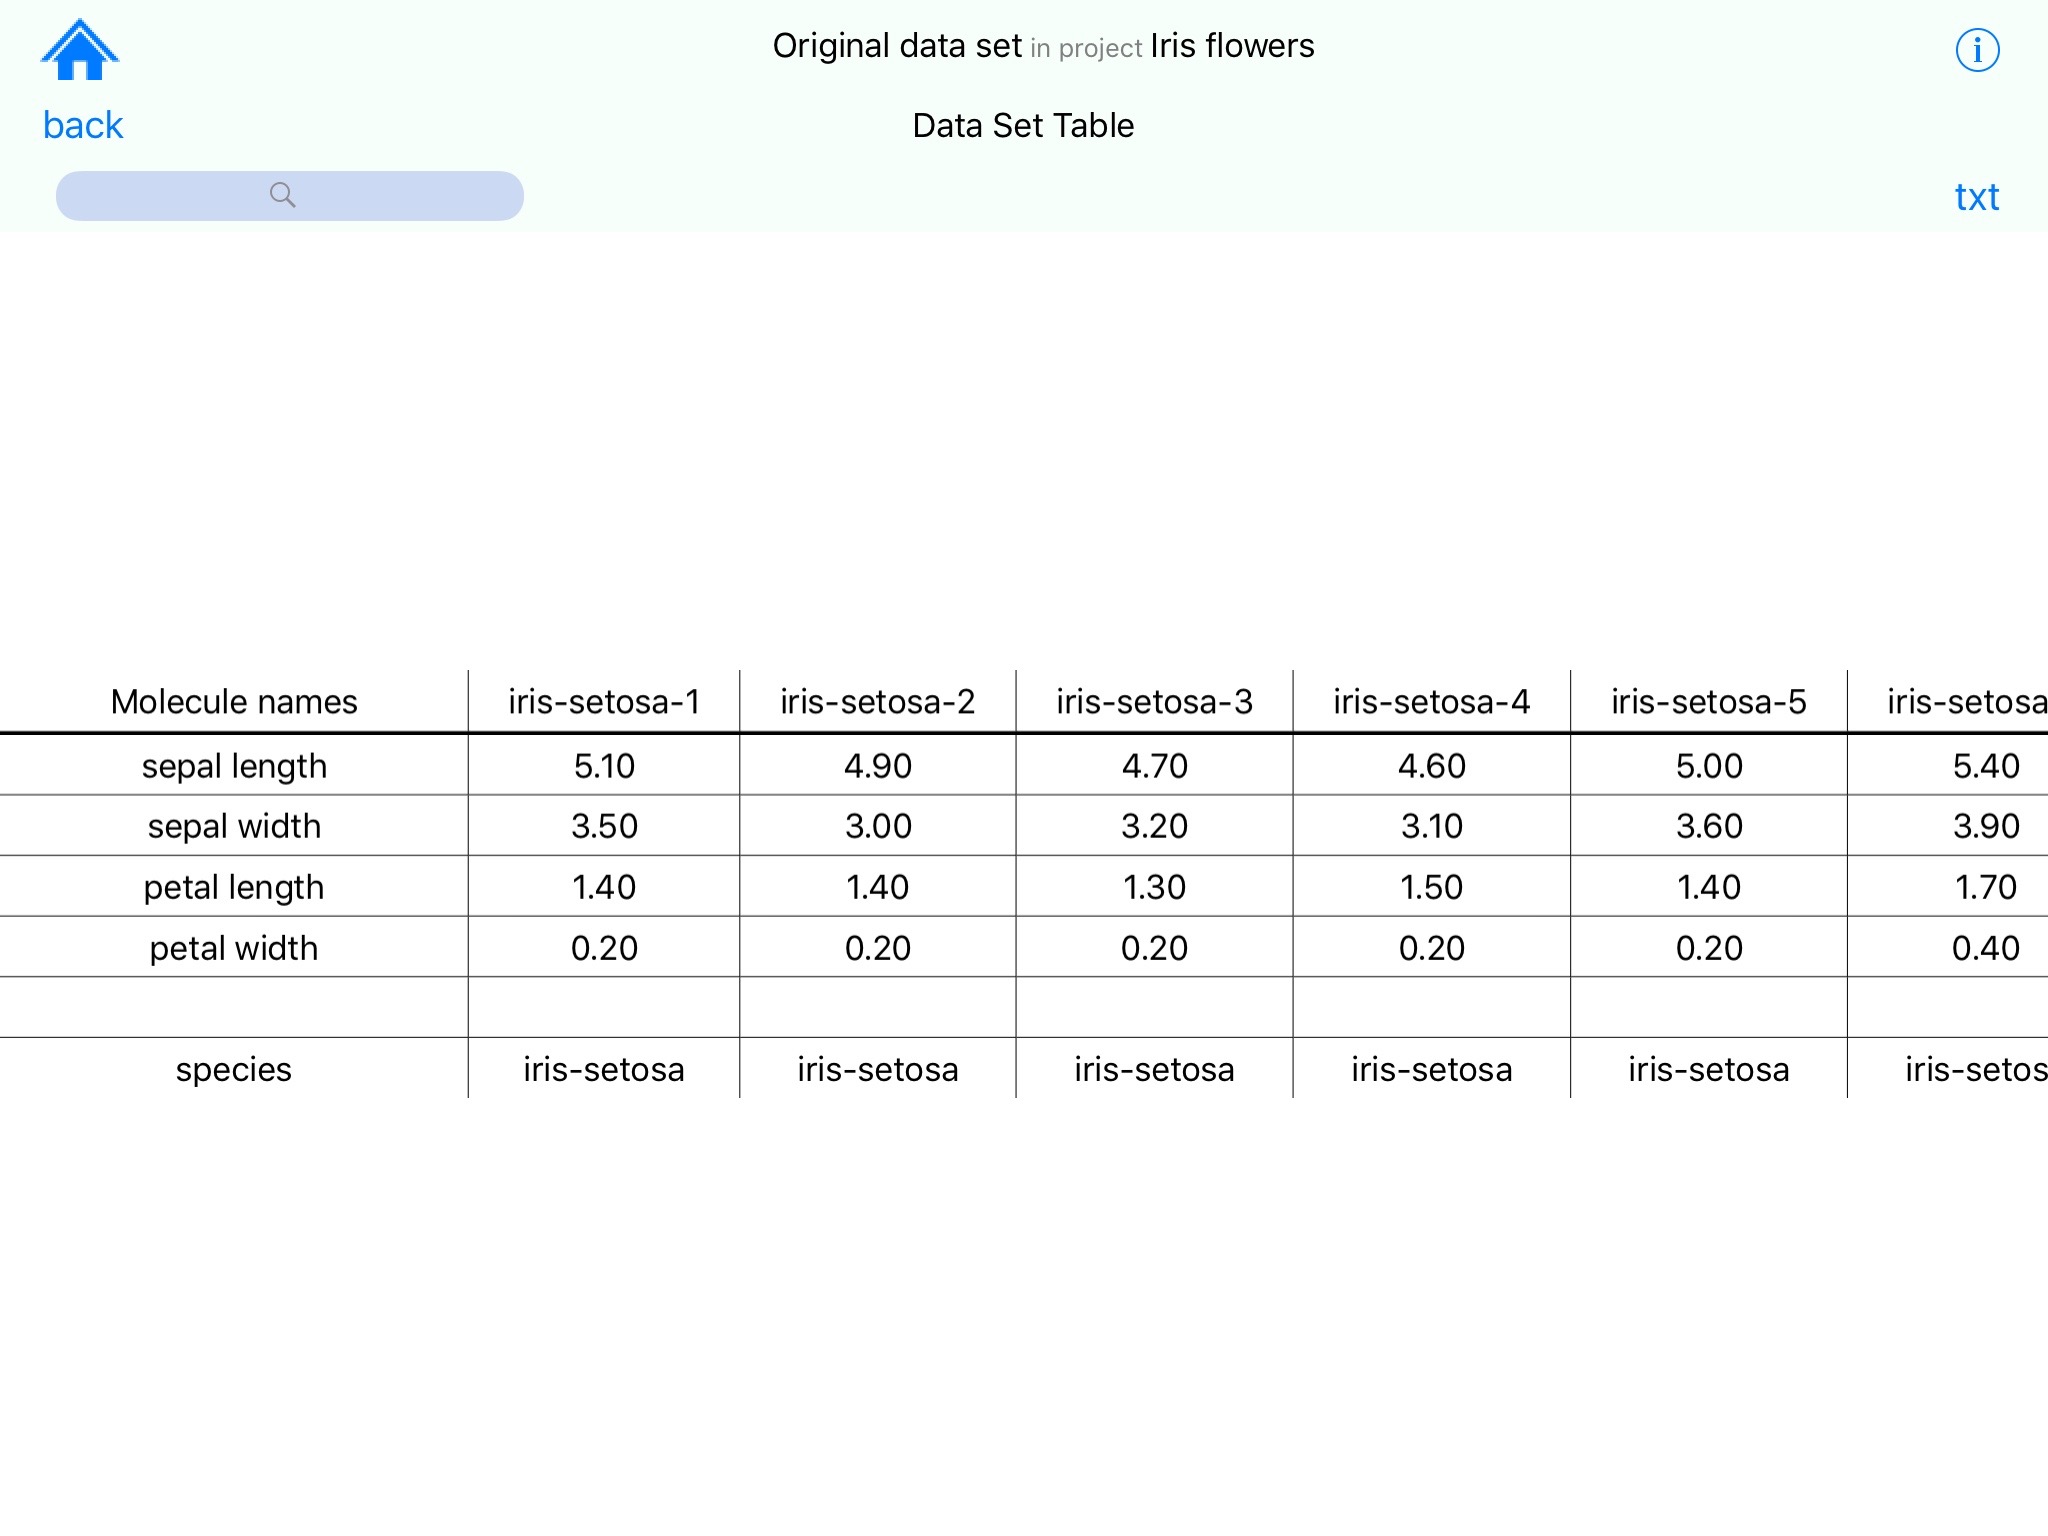 Original data set in project Iris flowers
back Data Set Table
txt
Molecule names iris-setosa-1 iris-setosa-2 iris-setosa-3 iris-setosa-4 iris-setosa-5 iris-setosa
sepal length 5.10 4.90 4.70 4.60 5.00 5.40
sepal width 3.50 3.00 3.20 3.10 3.60 3.90
petal length 1.40 1.40 1.30 1.50 1.40 1.70
petal width 0.20 0.20 0.20 0.20 0.20 0.40
species iris-setosa iris-setosa iris-setosa iris-setosa iris-setosa iris-setos